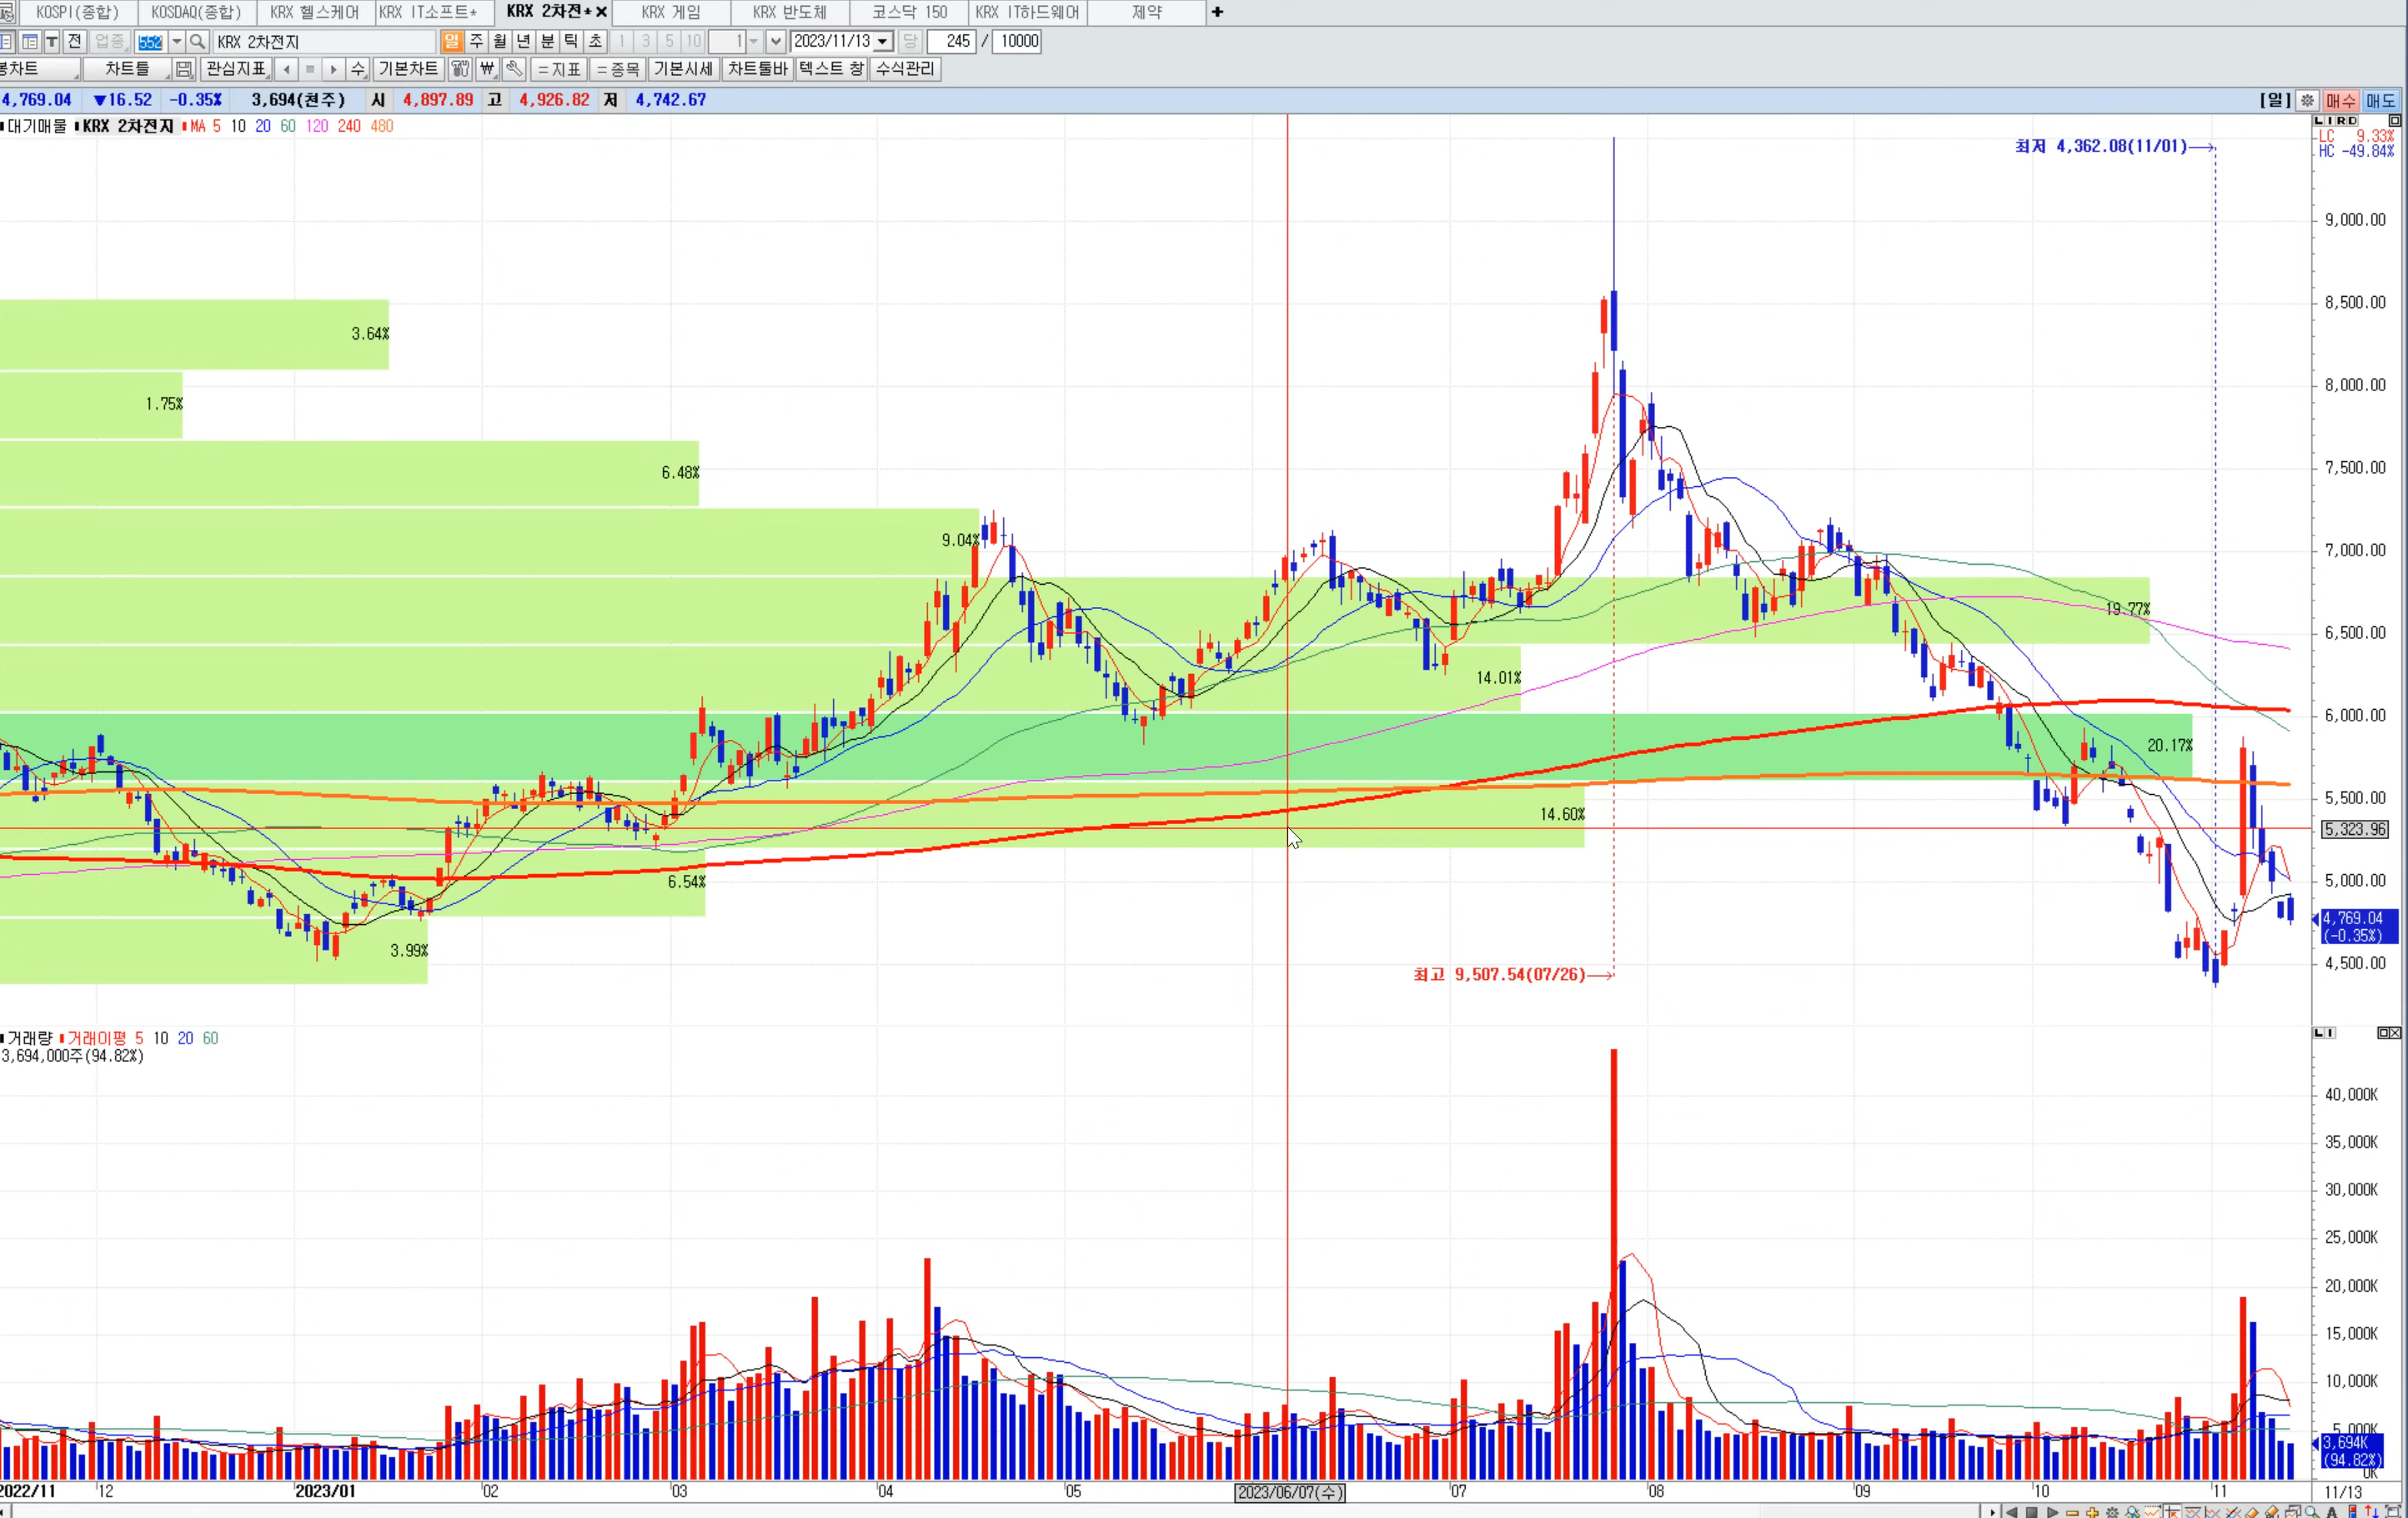 KOSPI(종합) KOSDAQ(종합) KRX 헬스케어 KRX IT소프트* KRX 2차전* KRX 게임 KRX 반도체 코스닥 150 KRX IT하드웨어 제약 +
T 전 업종 552 KRX 2차전지 일 주 월 년 분 틱 초 1 3 5 10 1 2023/11/13 당 245 / 10000
봉차트 차트틀 관심지표 수 기본차트 ₩ =지표 =종목 기본시세 차트툴바 텍스트 창 수식관리
4,769.04 ▼16.52 -0.35% 3,694(천주) 시 4,897.89 고 4,926.82 저 4,742.67 [일] 매수 매도
대기매물 KRX 2차전지 MA 5 10 20 60 120 240 480
L I R D
LC 9.33%
HC -49.84%
최저 4,362.08(11/01)
9,000.00
8,500.00
3.64%
8,000.00
1.75%
7,500.00
6.48%
9.04%
7,000.00
19.77%
6,500.00
14.01%
6,000.00
20.17%
5,500.00
14.60%
5,323.96
5,000.00
6.54%
4,769.04
(-0.35%)
3.99%
4,500.00
최고 9,507.54(07/26)
거래량 거래이평 5 10 20 60
L I
3,694,000주(94.82%)
40,000K
35,000K
30,000K
25,000K
20,000K
15,000K
10,000K
5,000K
3,694K
(94.82%)
0K
2022/11 12 2023/01 02 03 04 05 2023/06/07(수) 07 08 09 10 11 11/13
A